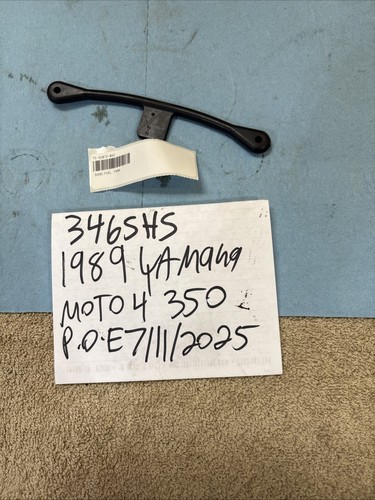 346SHS
1989 YAMAHA
MOTO 4 350
P.O.E 7/11/2025